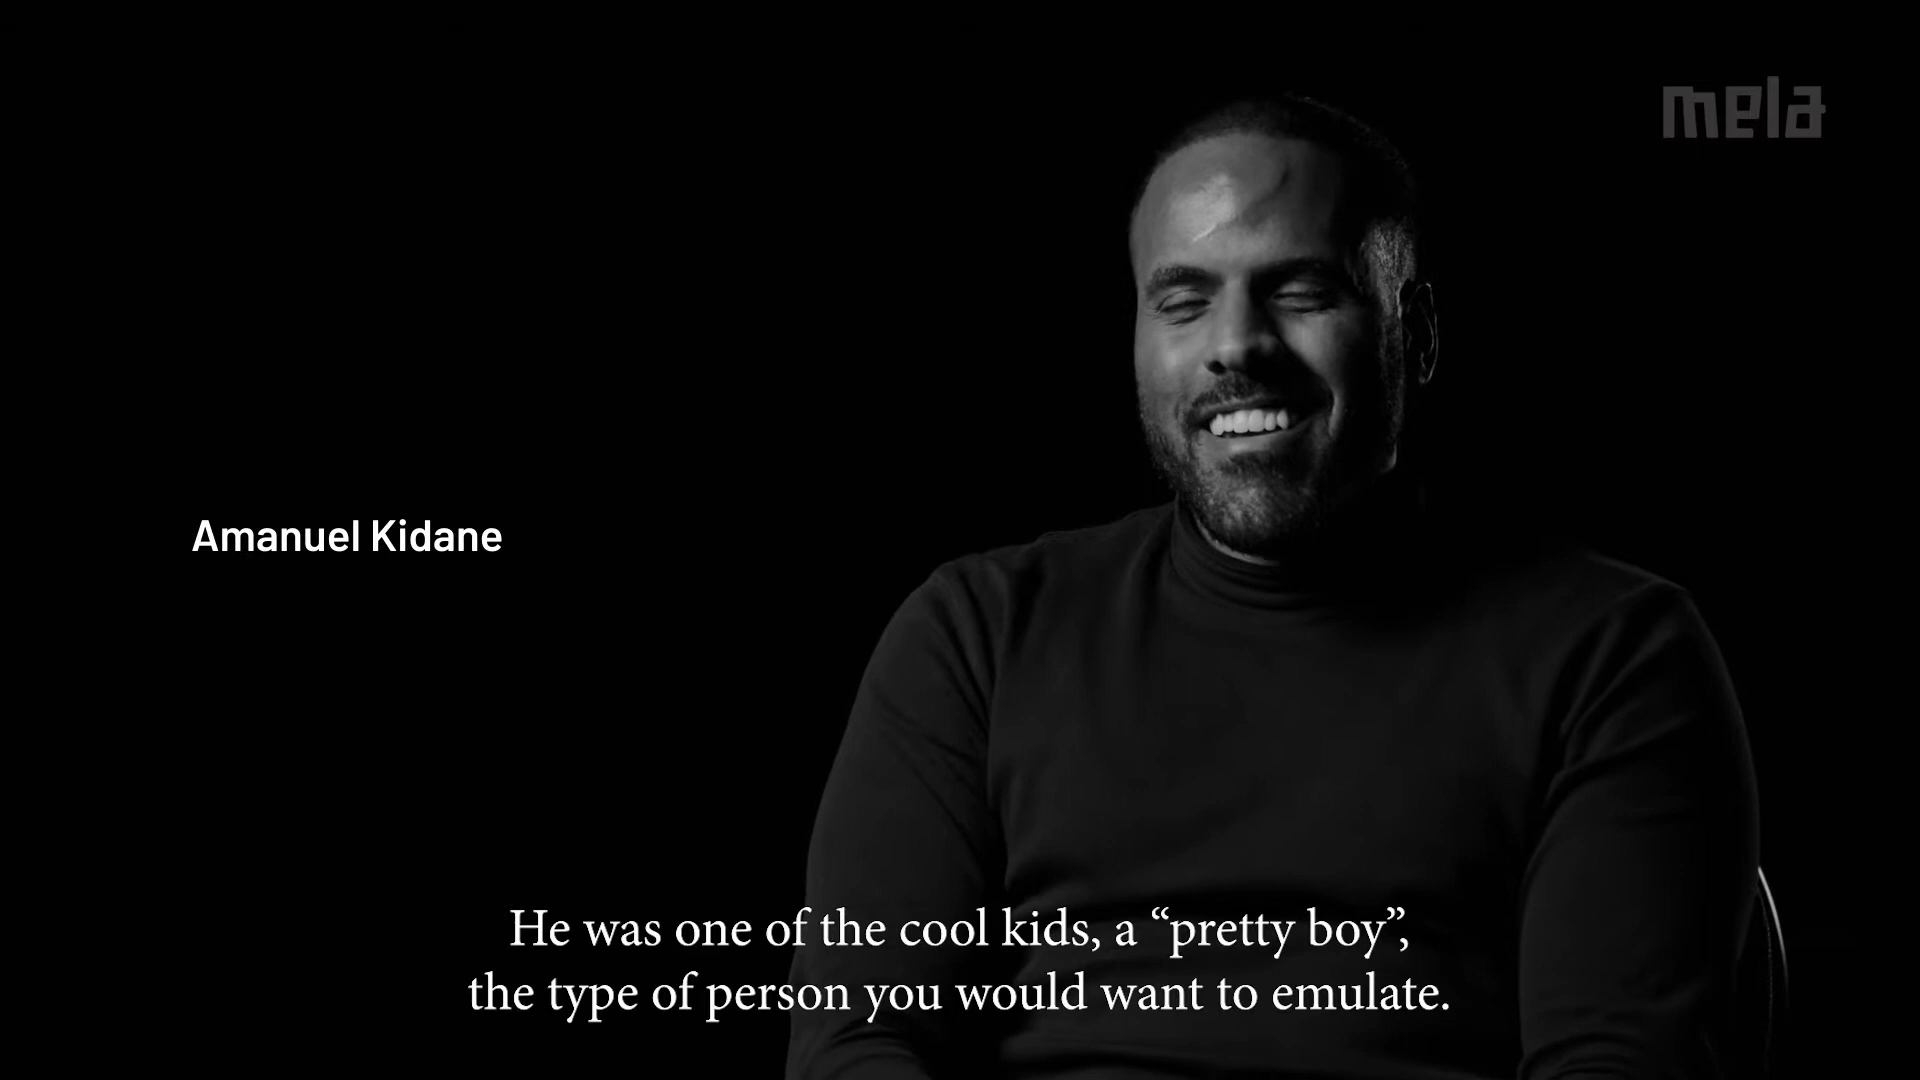 mela
Amanuel Kidane
He was one of the cool kids, a “pretty boy”,
the type of person you would want to emulate.